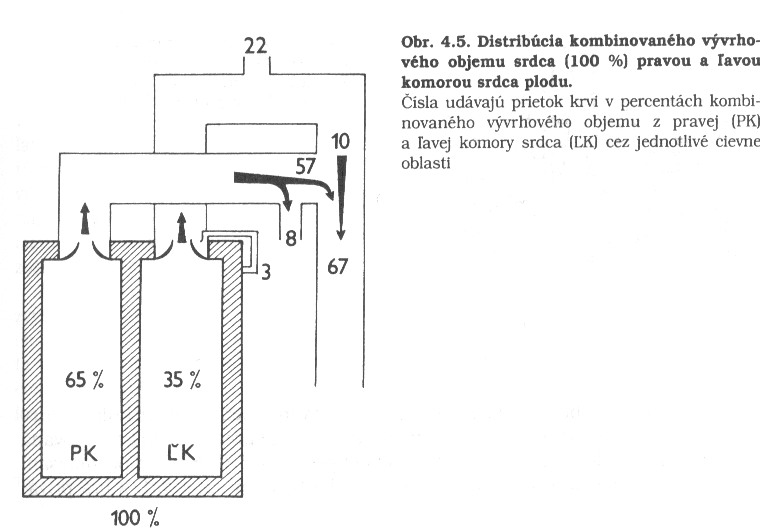 22
Obr. 4.5. Distribúcia kombinovaného vývrho-
vého objemu srdca (100 %) pravou a ľavou
komorou srdca plodu.
Čísla udávajú prietok krvi v percentách kombi-
novaného vývrhového objemu z pravej (PK)
a ľavej komory srdca (ĽK) cez jednotlivé cievne
oblasti
10
57
8
3
67
65 %
35 %
PK
ĽK
100 %